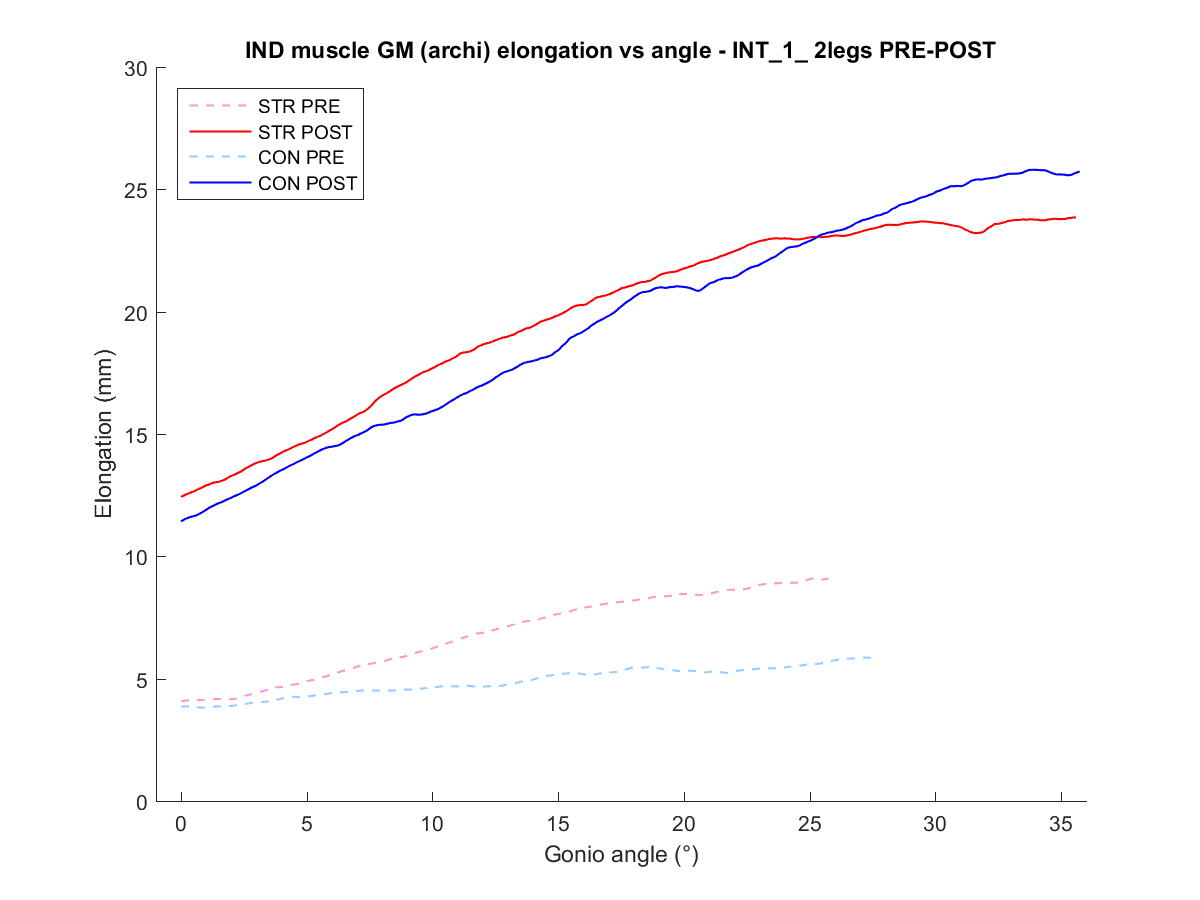 IND muscle GM (archi) elongation vs angle - INT_1_ 2legs PRE-POST
30
25
20
15
10
5
0
Elongation (mm)
STR PRE
STR POST
CON PRE
CON POST
0 5 10 15 20 25 30 35
Gonio angle (°)